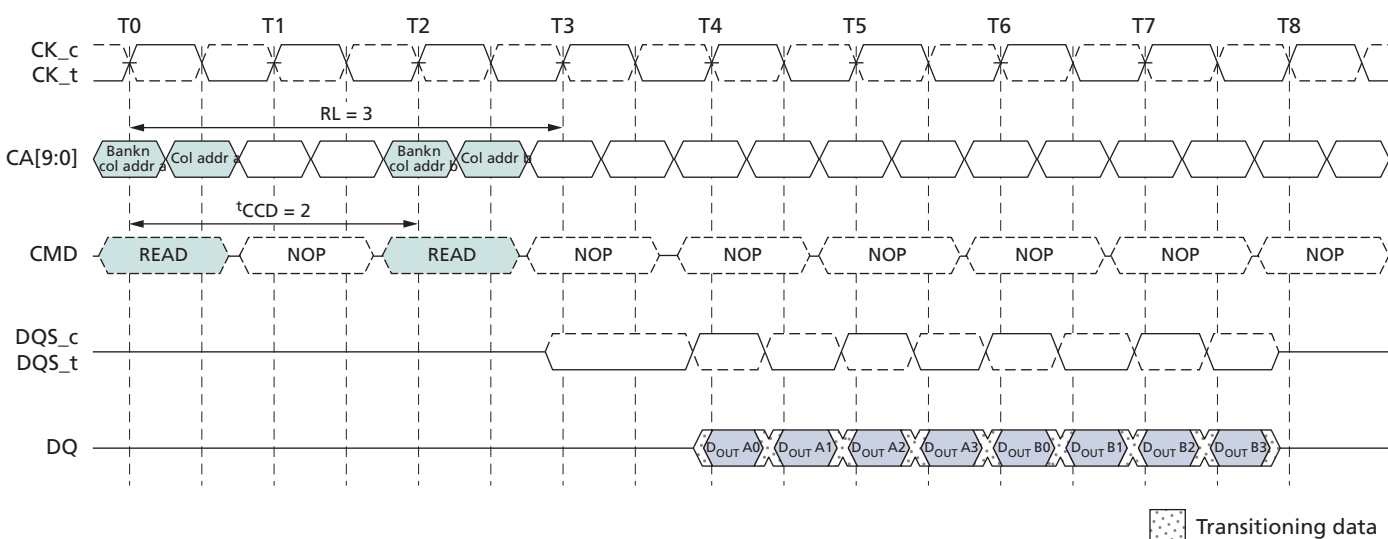 T0 T1 T2 T3 T4 T5 T6 T7 T8
CK_c
CK_t
RL = 3
CA[9:0]
Bankn
col addr a
Col addr a
Bankn
col addr b
Col addr b
tCCD = 2
CMD READ NOP READ NOP NOP NOP NOP NOP NOP
DQS_c
DQS_t
DQ DOUT A0 DOUT A1 DOUT A2 DOUT A3 DOUT B0 DOUT B1 DOUT B2 DOUT B3
Transitioning data